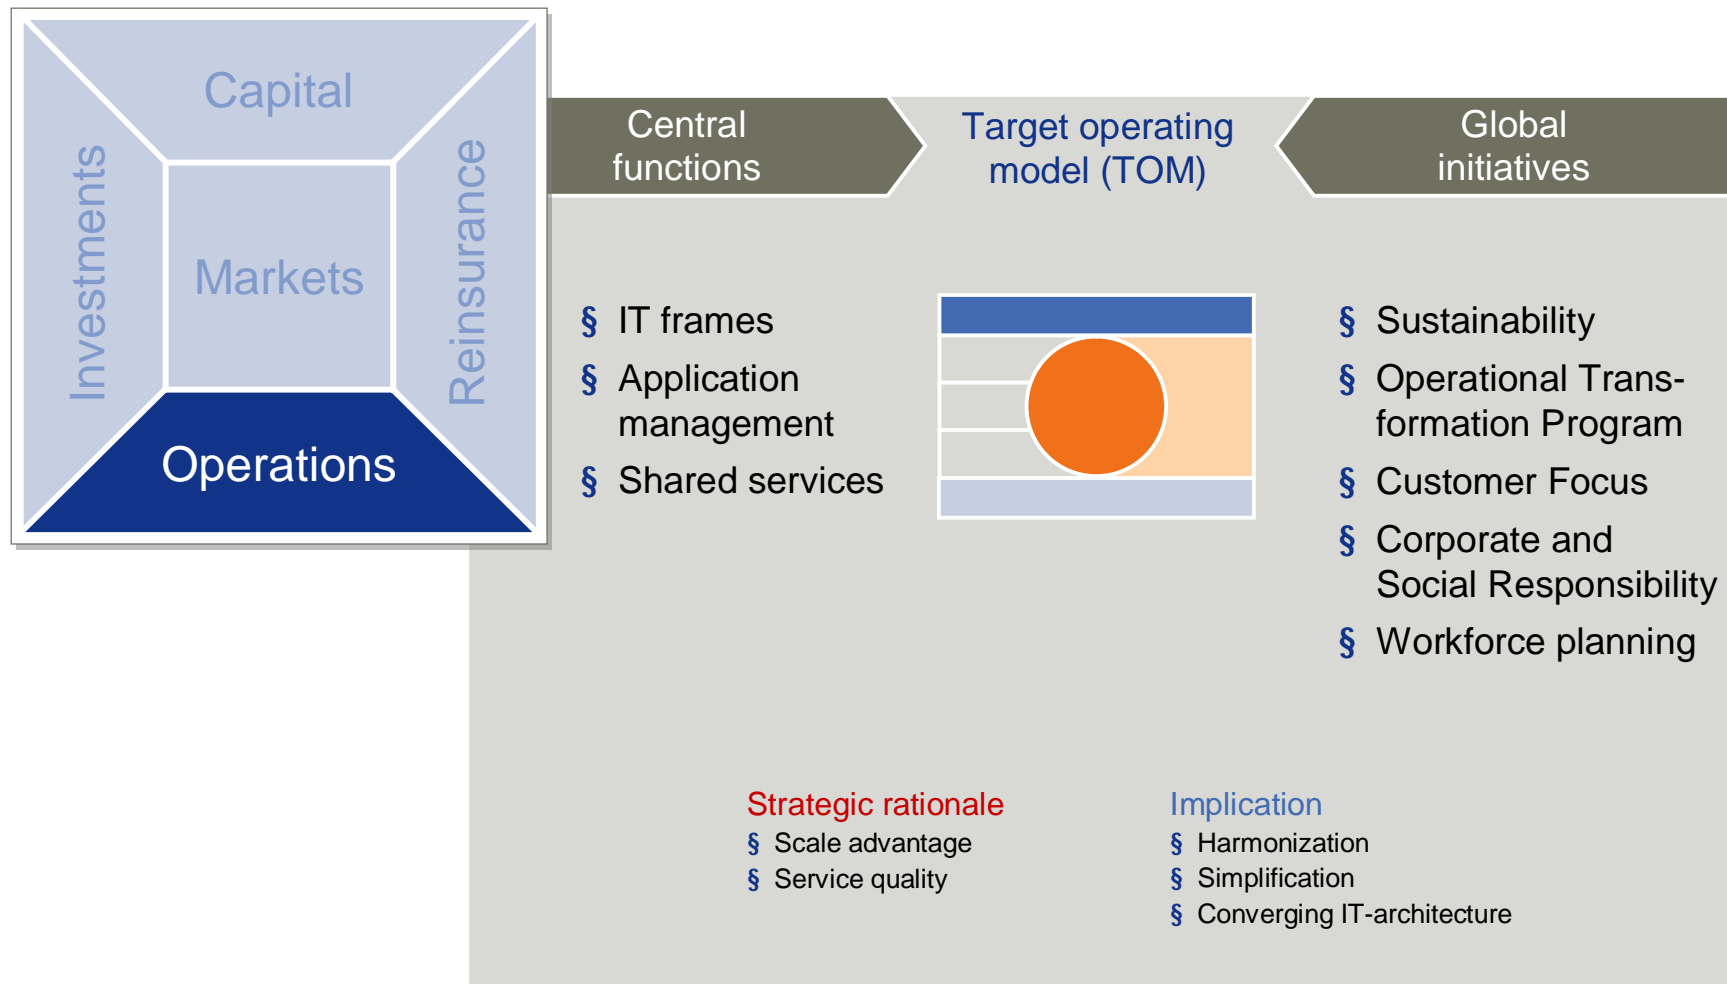 Capital
Investments
Markets
Reinsurance
Operations
Central
functions
Target operating
model (TOM)
Global
initiatives
§ IT frames
§ Application
management
§ Shared services
§ Sustainability
§ Operational Trans-
formation Program
§ Customer Focus
§ Corporate and
Social Responsibility
§ Workforce planning
Strategic rationale
§ Scale advantage
§ Service quality
Implication
§ Harmonization
§ Simplification
§ Converging IT-architecture